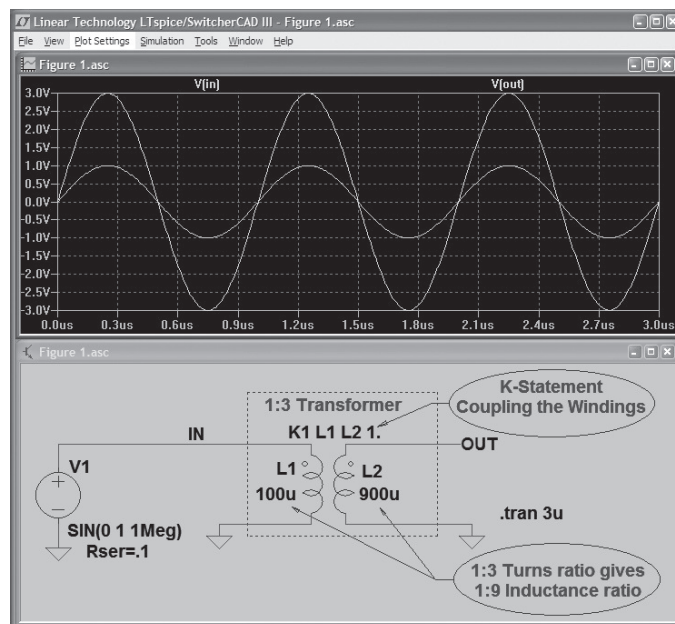 Linear Technology LTspice/SwitcherCAD III - Figure 1.asc
File View Plot Settings Simulation Tools Window Help
Figure 1.asc
V(in) V(out)
3.0V
2.5V
2.0V
1.5V
1.0V
0.5V
0.0V
-0.5V
-1.0V
-1.5V
-2.0V
-2.5V
-3.0V
0.0us 0.3us 0.6us 0.9us 1.2us 1.5us 1.8us 2.1us 2.4us 2.7us 3.0us
Figure 1.asc
K-Statement
Coupling the Windings
1:3 Transformer
IN
K1 L1 L2 1.
OUT
V1
L1
L2
100u
900u
SIN(0 1 1Meg)
Rser=.1
.tran 3u
1:3 Turns ratio gives
1:9 Inductance ratio